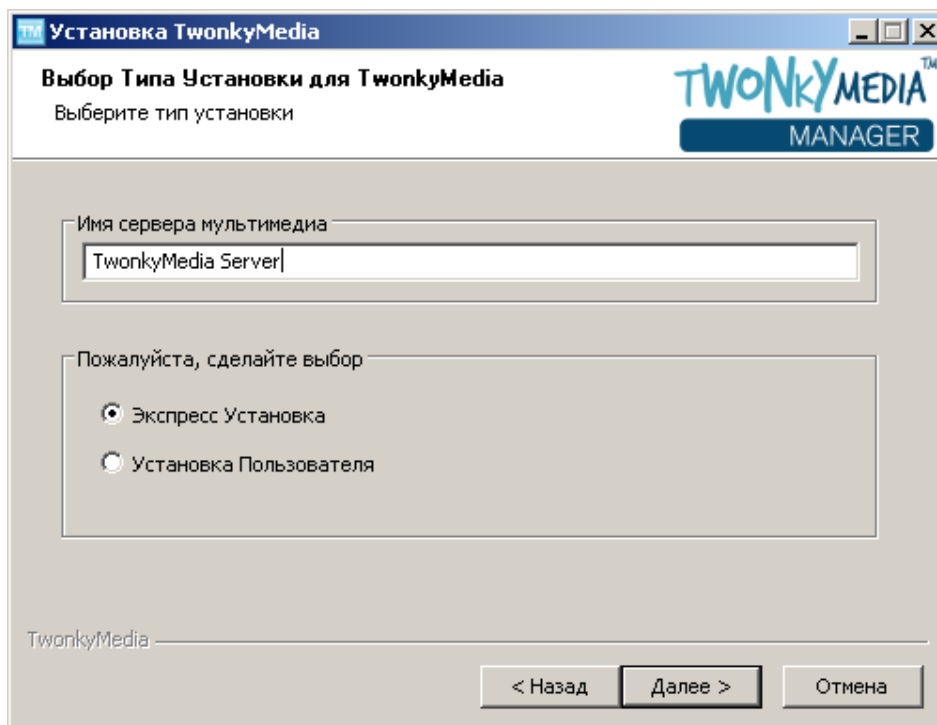 TM Установка TwonkyMedia
Выбор Типа Установки для TwonkyMedia
Выберите тип установки
TWONKYMEDIA™
MANAGER
Имя сервера мультимедиа
TwonkyMedia Server
Пожалуйста, сделайте выбор
Экспресс Установка
Установка Пользователя
TwonkyMedia
< Назад
Далее >
Отмена